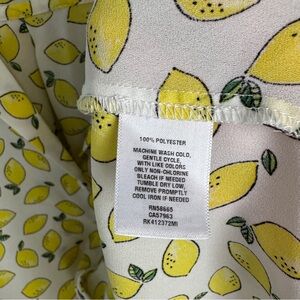 100% POLYESTER
MACHINE WASH COLD,
GENTLE CYCLE,
WITH LIKE COLORS
ONLY NON-CHLORINE
BLEACH IF NEEDED
TUMBLE DRY LOW,
REMOVE PROMPTLY
COOL IRON IF NEEDED
RN58665
CA57963
RK412372MI